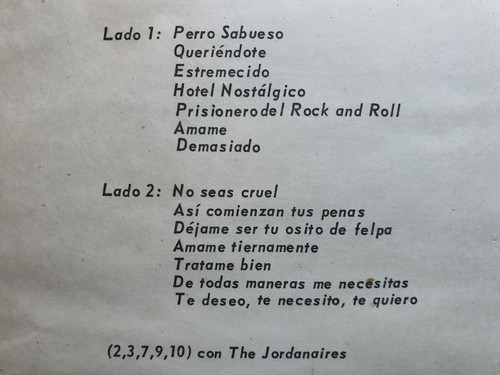 Lado 1: Perro Sabueso
Queriéndote
Estremecido
Hotel Nostálgico
Prisionero del Rock and Roll
Amame
Demasiado
Lado 2: No seas cruel
Así comienzan tus penas
Déjame ser tu osito de felpa
Amame tiernamente
Tratame bien
De todas maneras me necesitas
Te deseo, te necesito, te quiero
(2,3,7,9,10) con The Jordanaires